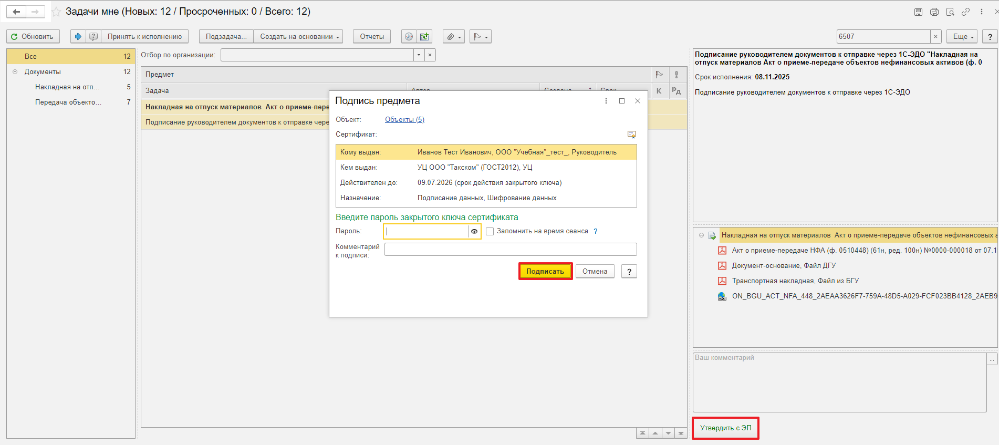 Задачи мне (Новых: 12 / Просроченных: 0 / Всего: 12)
Обновить
Принять к исполнению
Подзадача...
Создать на основании
Отчеты
6507
×
Еще
?
Все 12
Документы 12
Накладная на отп... 5
Передача объекто... 7
Отбор по организации:
Предмет
Задача
К
Рд
Накладная на отпуск материалов Акт о приеме-пере
Подписание руководителем документов к отправке чере
Подпись предмета
Объект: Объекты (5)
Сертификат:
Кому выдан: Иванов Тест Иванович, ООО "Учебная"_тест_, Руководитель
Кем выдан: УЦ ООО "Такском" (ГОСТ2012), УЦ
Действителен до: 09.07.2026 (срок действия закрытого ключа)
Назначение: Подписание данных, Шифрование данных
Введите пароль закрытого ключа сертификата
Пароль:
Запомнить на время сеанса ?
Комментарий
к подписи:
Подписать
Отмена
?
Подписание руководителем документов к отправке через 1С-ЭДО "Накладная на
отпуск материалов Акт о приеме-передаче объектов нефинансовых активов (ф. 0
Срок исполнения: 08.11.2025
Подписание руководителем документов к отправке через 1С-ЭДО
Накладная на отпуск материалов Акт о приеме-передаче объектов нефинансовых а
Акт о приеме-передаче НФА (ф. 0510448) (61н, ред. 100н) №0000-000018 от 07.1
Документ-основание, Файл ДГУ
Транспортная накладная, Файл из БГУ
ON_BGU_ACT_NFA_448_2AEAA3626F7-759A-48D5-A029-FCF023BB4128_2AEB9
Ваш комментарий
...
Утвердить с ЭП